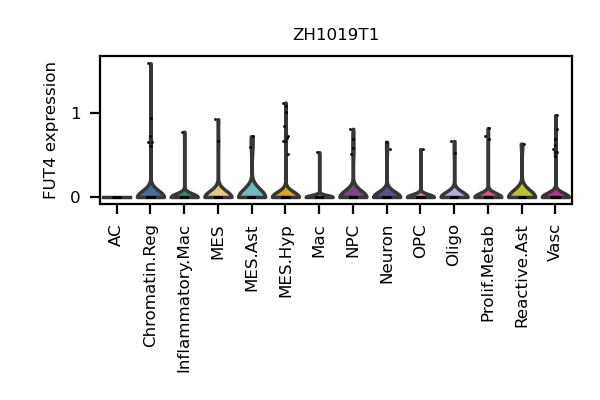 ZH1019T1
FUT4 expression
1
0
AC
Chromatin.Reg
Inflammatory.Mac
MES
MES.Ast
MES.Hyp
Mac
NPC
Neuron
OPC
Oligo
Prolif.Metab
Reactive.Ast
Vasc